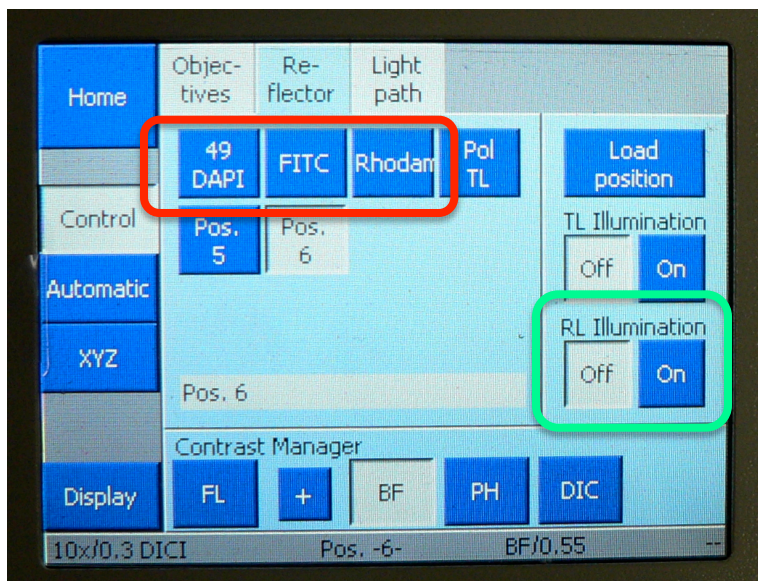 Home
Objec-
tives
Re-
flector
Light
path
49
DAPI
FITC
Rhodam
Pol
TL
Load
position
Control
Pos.
5
Pos.
6
TL Illumination
Off
On
Automatic
RL Illumination
XYZ
Off
On
Pos. 6
Contrast Manager
Display
FL
+
BF
PH
DIC
10x/0.3 DICI
Pos. -6-
BF/0.55
--